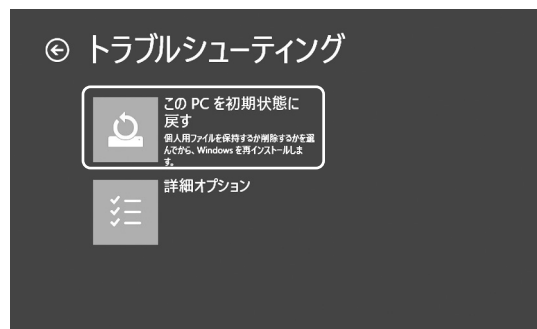 トラブルシューティング
この PC を初期状態に
戻す
個人用ファイルを保持するか削除するかを選
んでから、Windows を再インストールしま
す。
詳細オプション